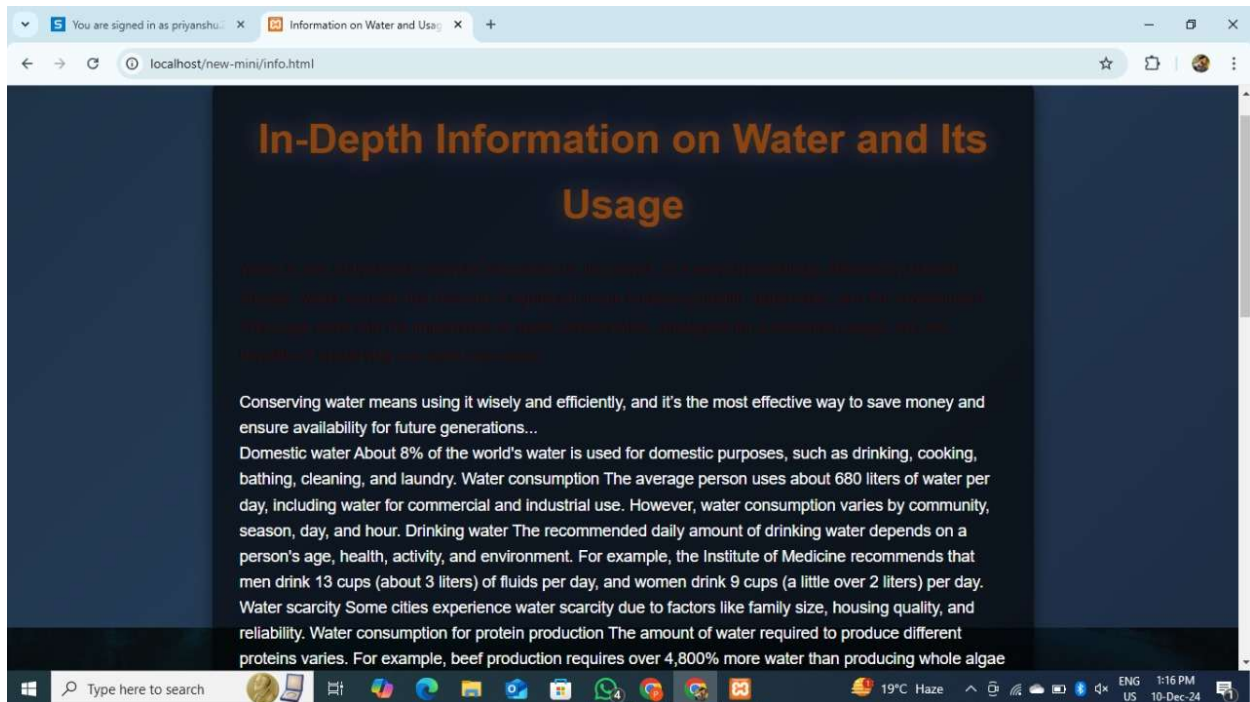 You are signed in as priyanshu.
Information on Water and Usag
localhost/new-mini/info.html
In-Depth Information on Water and Its
Usage
Conserving water means using it wisely and efficiently, and it's the most effective way to save money and
ensure availability for future generations...
Domestic water About 8% of the world's water is used for domestic purposes, such as drinking, cooking,
bathing, cleaning, and laundry. Water consumption The average person uses about 680 liters of water per
day, including water for commercial and industrial use. However, water consumption varies by community,
season, day, and hour. Drinking water The recommended daily amount of drinking water depends on a
person's age, health, activity, and environment. For example, the Institute of Medicine recommends that
men drink 13 cups (about 3 liters) of fluids per day, and women drink 9 cups (a little over 2 liters) per day.
Water scarcity Some cities experience water scarcity due to factors like family size, housing quality, and
reliability. Water consumption for protein production The amount of water required to produce different
proteins varies. For example, beef production requires over 4,800% more water than producing whole algae
Type here to search
19°C Haze
ENG 1:16 PM
US 10-Dec-24